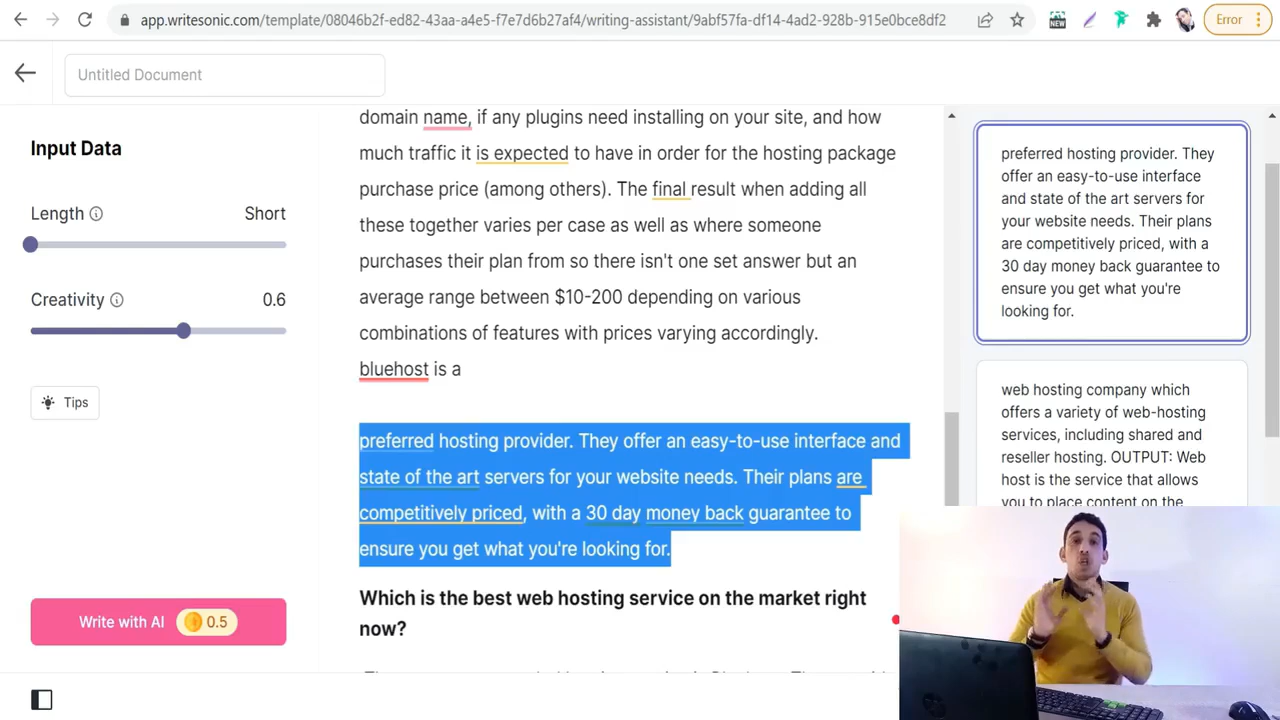 app.writesonic.com/template/08046b2f-ed82-43aa-a4e5-f7e7d6b27af4/writing-assistant/9abf57fa-df14-4ad2-928b-915e0bce8df2
NEW
Error
Untitled Document
Input Data
Length
Short
Creativity
0.6
Tips
Write with AI
0.5
domain name, if any plugins need installing on your site, and how
much traffic it is expected to have in order for the hosting package
purchase price (among others). The final result when adding all
these together varies per case as well as where someone
purchases their plan from so there isn't one set answer but an
average range between $10-200 depending on various
combinations of features with prices varying accordingly.
bluehost is a
preferred hosting provider. They offer an easy-to-use interface and
state of the art servers for your website needs. Their plans are
competitively priced, with a 30 day money back guarantee to
ensure you get what you're looking for.
Which is the best web hosting service on the market right
now?
preferred hosting provider. They
offer an easy-to-use interface
and state of the art servers for
your website needs. Their plans
are competitively priced, with a
30 day money back guarantee to
ensure you get what you're
looking for.
web hosting company which
offers a variety of web-hosting
services, including shared and
reseller hosting. OUTPUT: Web
host is the service that allows
you to place content on the